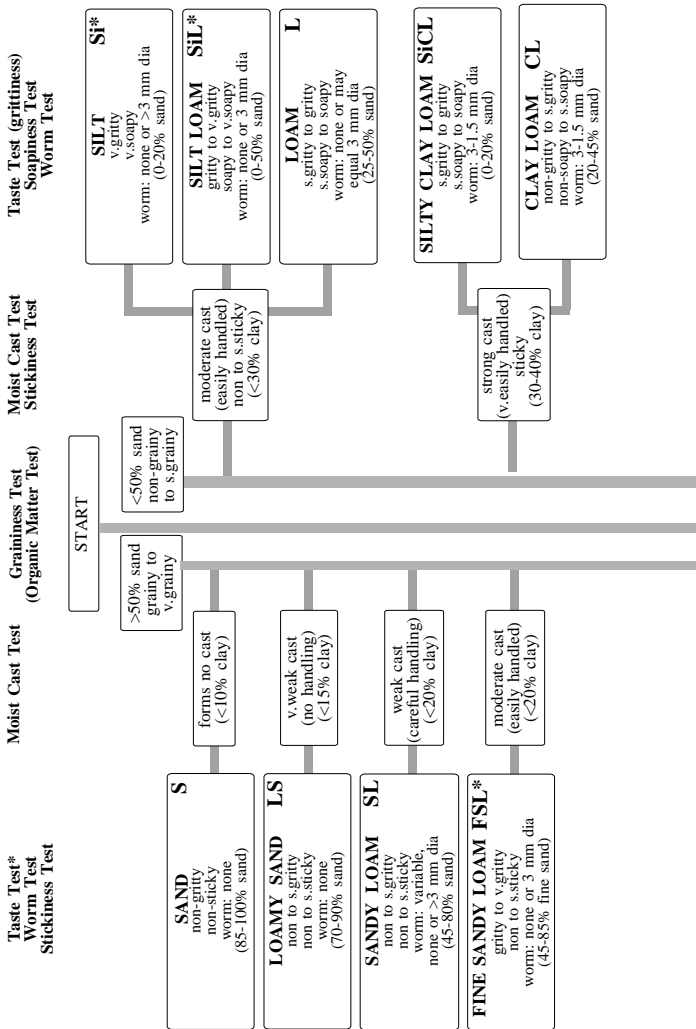 Taste Test*
Worm Test
Stickiness Test
Moist Cast Test
Graininess Test
(Organic Matter Test)
Moist Cast Test
Stickiness Test
Taste Test (grittiness)
Soapiness Test
Worm Test
START
>50% sand
grainy to
v.grainy
<50% sand
non-grainy
to s.grainy
SAND S
non-gritty
non-sticky
worm: none
(85-100% sand)
forms no cast
(<10% clay)
moderate cast
(easily handled)
non to s.sticky
(<30% clay)
SILT Si*
v.gritty
v.soapy
worm: none or >3 mm dia
(0-20% sand)
SILT LOAM SiL*
gritty to v.gritty
soapy to v.soapy
worm: none or 3 mm dia
(0-50% sand)
LOAM L
s.gritty to gritty
s.soapy to soapy
worm: none or may
equal 3 mm dia
(25-50% sand)
LOAMY SAND LS
non to s.gritty
non to s.sticky
worm: none
(70-90% sand)
v.weak cast
(no handling)
(<15% clay)
SANDY LOAM SL
non to s.gritty
non to s.sticky
worm: variable,
none or >3 mm dia
(45-80% sand)
weak cast
(careful handling)
(<20% clay)
FINE SANDY LOAM FSL*
gritty to v.gritty
non to s.sticky
worm: none or 3 mm dia
(45-85% fine sand)
moderate cast
(easily handled)
(<20% clay)
strong cast
(v.easily handled)
sticky
(30-40% clay)
SILTY CLAY LOAM SiCL
s.gritty to gritty
s.soapy to soapy
worm: 3-1.5 mm dia
(0-20% sand)
CLAY LOAM CL
non-gritty to s.gritty
non-soapy to s.soapy
worm: 3-1.5 mm dia
(20-45% sand)